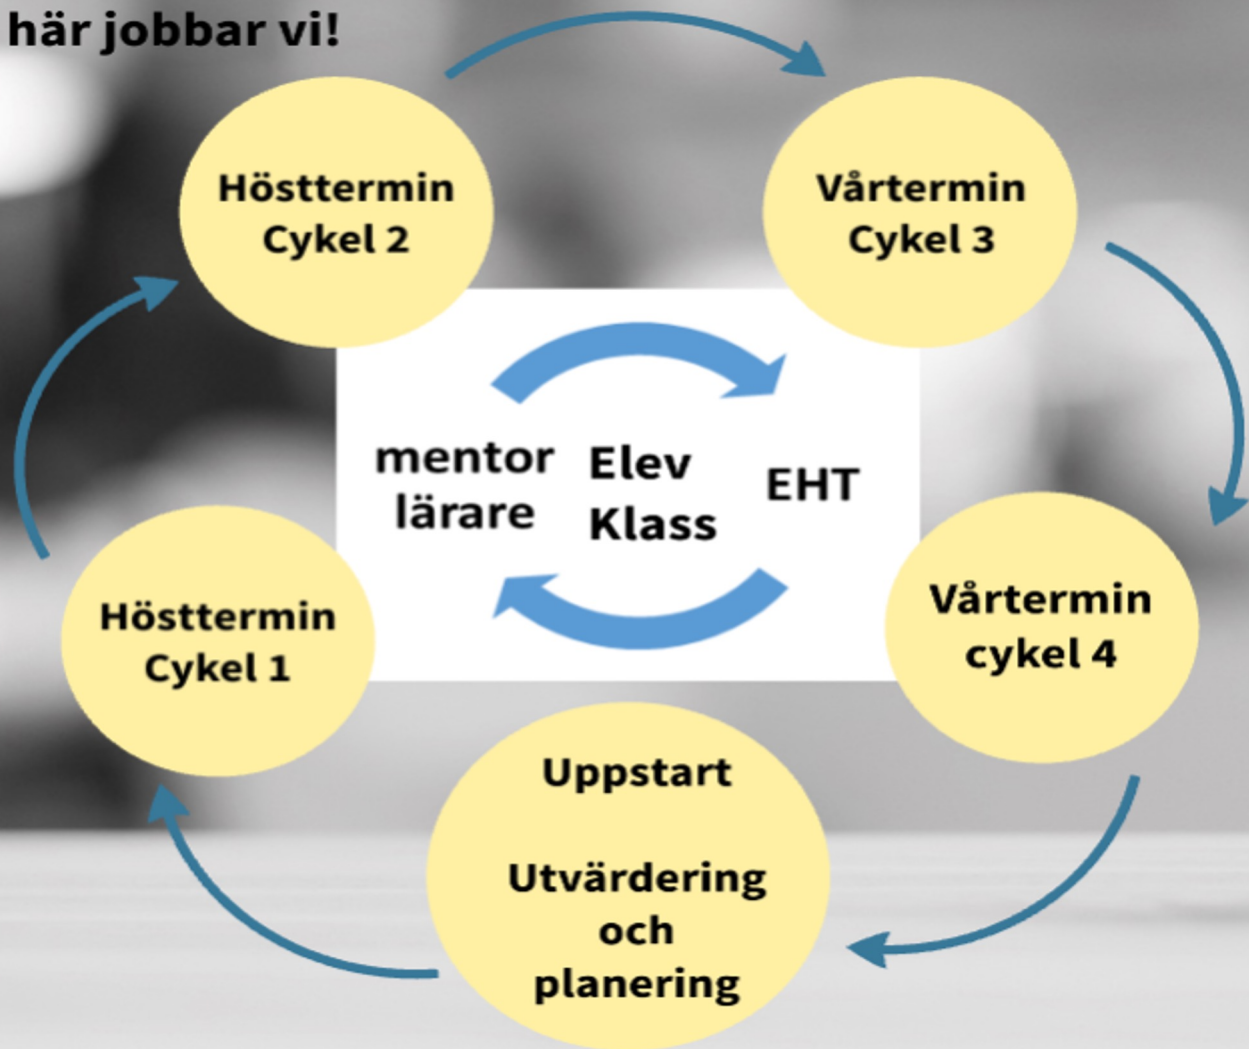 här jobbar vi!
Hösttermin
Cykel 2
Vårtermin
Cykel 3
mentor
lärare
Elev
Klass
EHT
Hösttermin
Cykel 1
Vårtermin
cykel 4
Uppstart
Utvärdering
och
planering